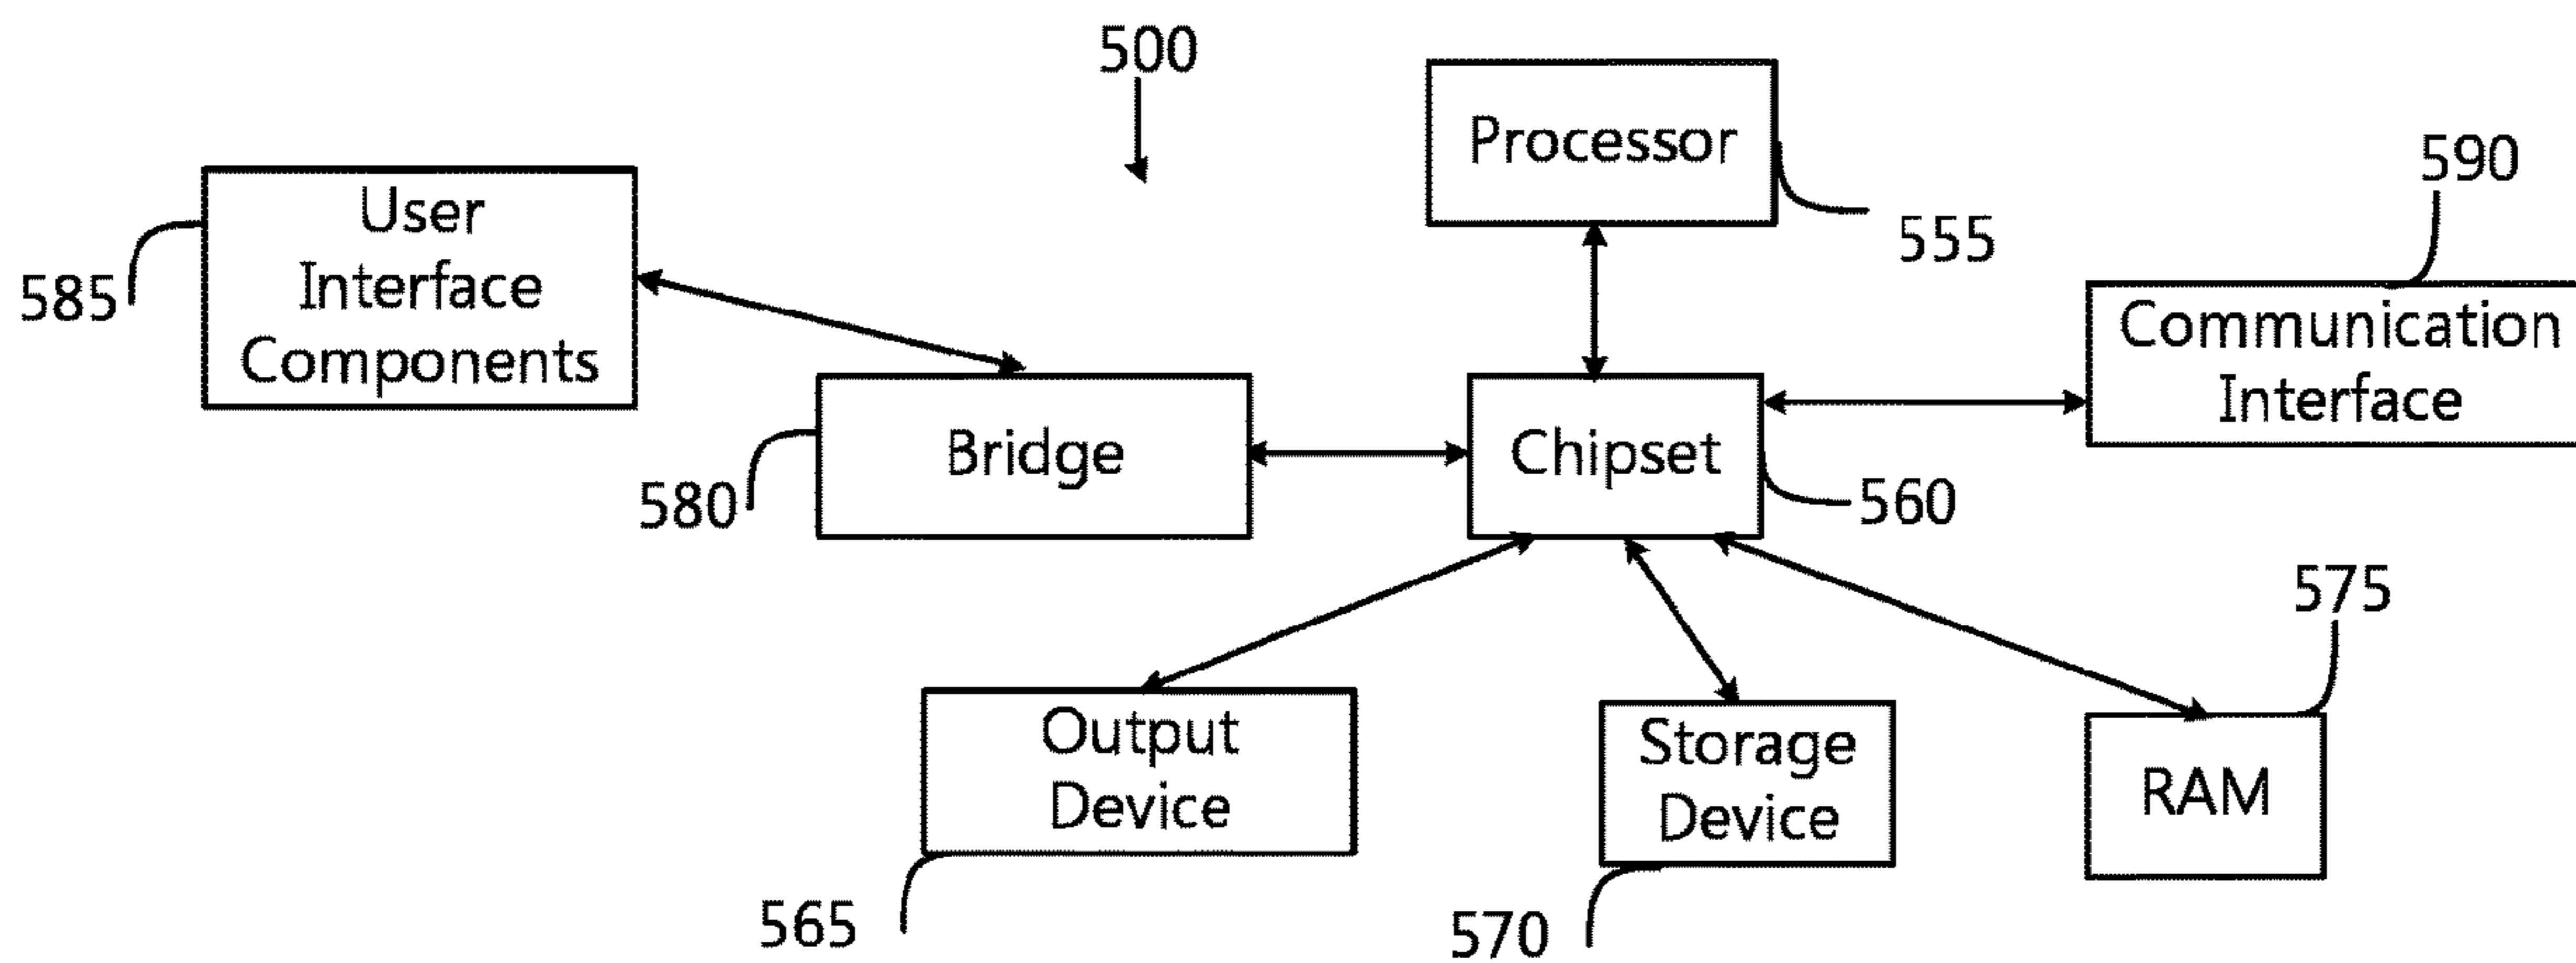 500
Processor
590
User
Interface
Components
555
585
Communication
Interface
Bridge
Chipset
580
560
575
Output
Device
Storage
Device
RAM
565
570